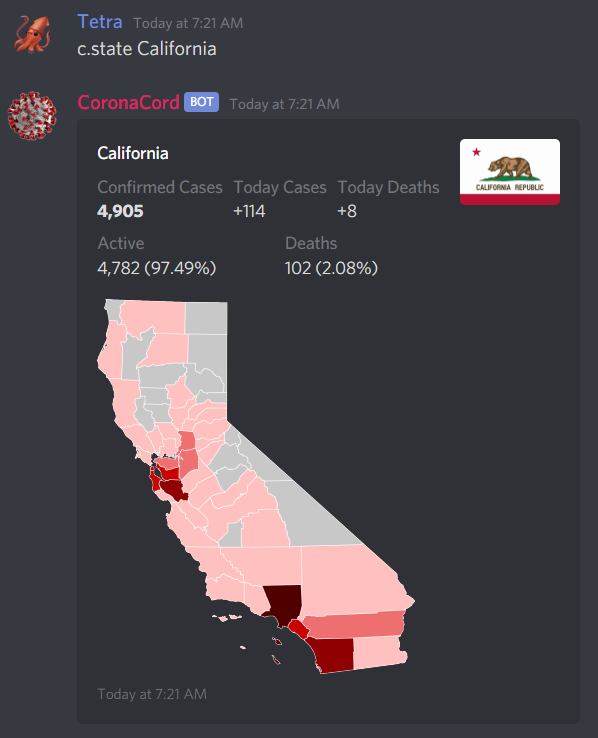 Tetra Today at 7:21 AM
c.state California
CoronaCord BOT Today at 7:21 AM
California
CALIFORNIA REPUBLIC
Confirmed Cases Today Cases Today Deaths
4,905 +114 +8
Active Deaths
4,782 (97.49%) 102 (2.08%)
Today at 7:21 AM